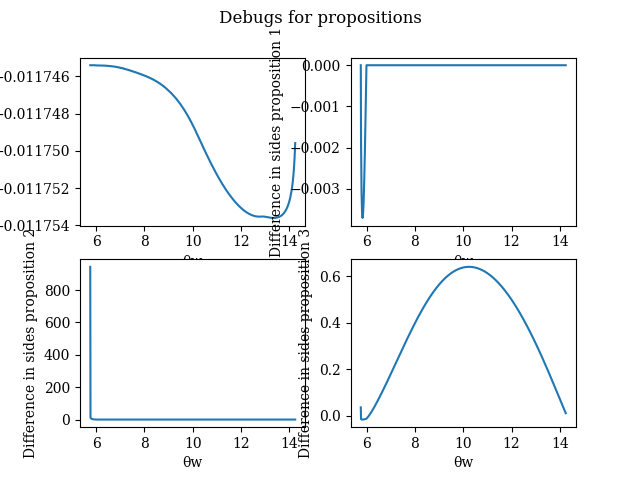 Debugs for propositions
-0.011746
-0.011748
-0.011750
-0.011752
-0.011754
6 8 10 12 14
Difference in sides proposition 1
0.000
-0.001
-0.002
-0.003
6 8 10 12 14
Difference in sides proposition 2
800
600
400
200
0
6 8 10 12 14
θw
Difference in sides proposition 3
0.6
0.4
0.2
0.0
6 8 10 12 14
θw